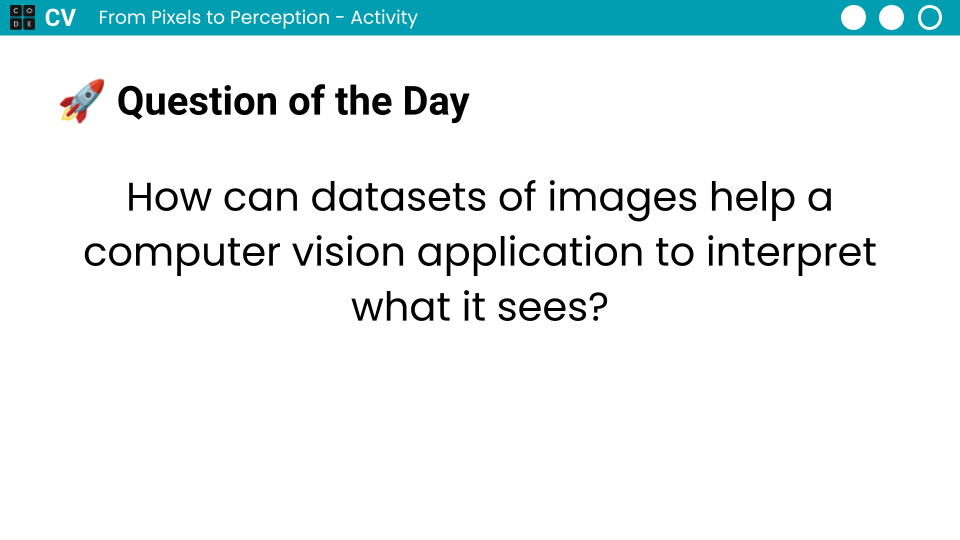 CODE CV From Pixels to Perception - Activity
🚀 Question of the Day
How can datasets of images help a
computer vision application to interpret
what it sees?